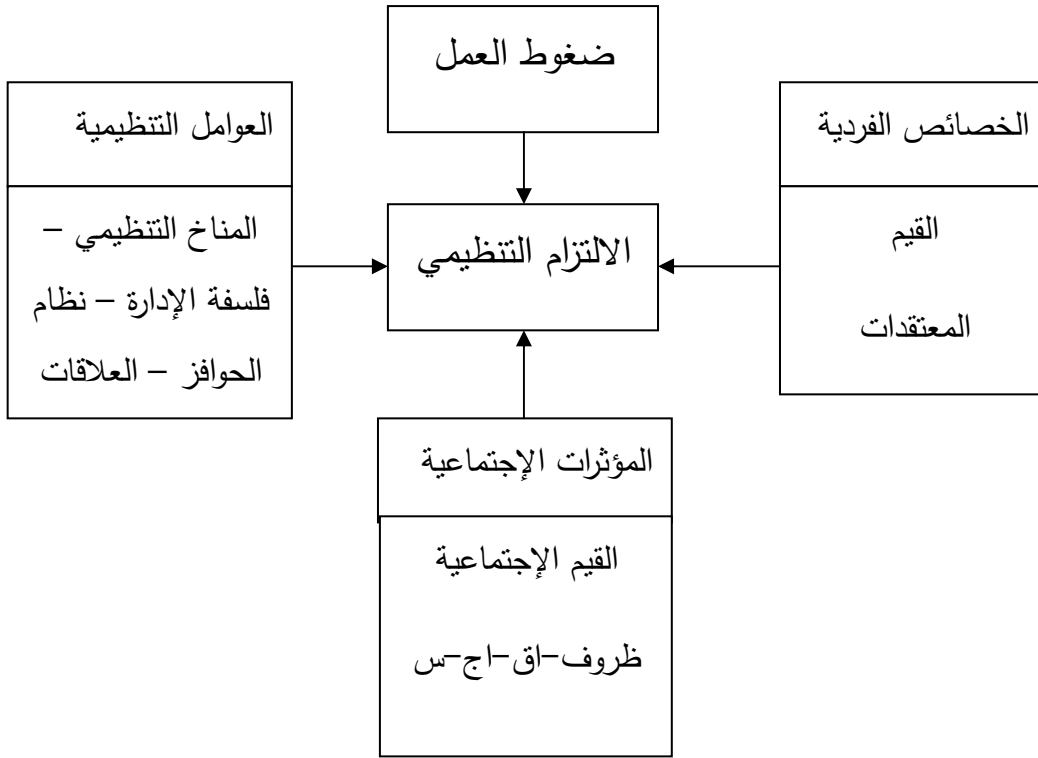 ضغوط العمل
الخصائص الفردية
القيم
المعتقدات
الالتزام التنظيمي
العوامل التنظيمية
المناخ التنظيمي –
فلسفة الإدارة – نظام
الحوافز – العلاقات
المؤثرات الإجتماعية
القيم الإجتماعية
ظروف–اق–اج–س